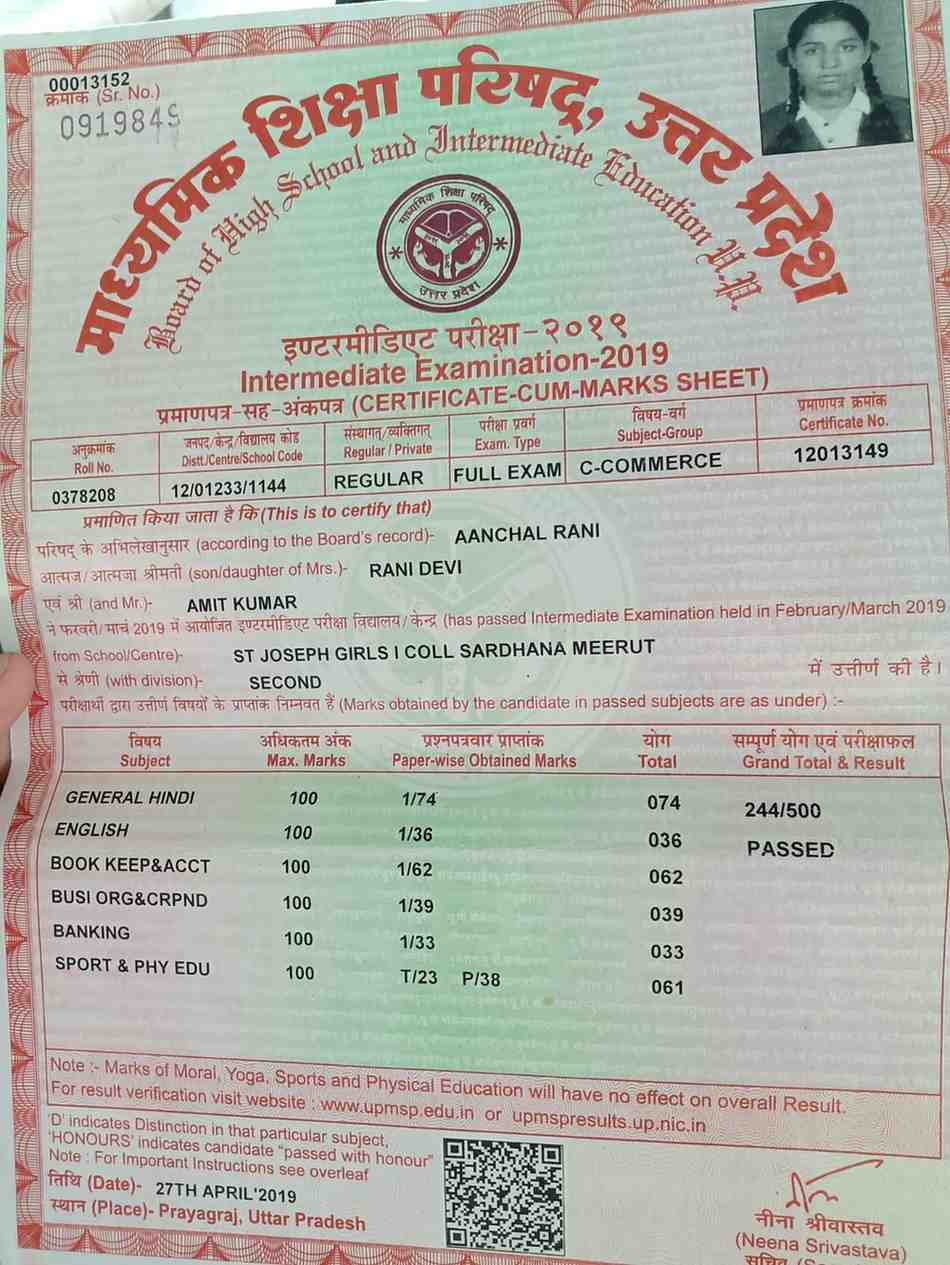 00013152
क्रमांक (Sr. No.)
माध्यमिक शिक्षा परिषद्, उत्तर प्रदेश
Board of High School and Intermediate Education U.P.
माध्यमिक शिक्षा परिषद्
उत्तर प्रदेश
इण्टरमीडिएट परीक्षा-२०१९
Intermediate Examination-2019
प्रमाणपत्र-सह-अंकपत्र (CERTIFICATE-CUM-MARKS SHEET)
अनुक्रमांक जनपद/केन्द्र/विद्यालय कोड संस्थागत/व्यक्तिगत परीक्षा प्रवर्ग विषय-वर्ग प्रमाणपत्र क्रमांक
Roll No. Distt./Centre/School Code Regular / Private Exam. Type Subject-Group Certificate No.
0378208 12/01233/1144 REGULAR FULL EXAM C-COMMERCE 12013149
प्रमाणित किया जाता है कि (This is to certify that)
परिषद् के अभिलेखानुसार (according to the Board's record)- AANCHAL RANI
आत्मज/आत्मजा श्रीमती (son/daughter of Mrs.)- RANI DEVI
एवं श्री (and Mr.)- AMIT KUMAR
ने फरवरी/मार्च 2019 में आयोजित इण्टरमीडिएट परीक्षा विद्यालय/केन्द्र (has passed Intermediate Examination held in February/March 2019
from School/Centre)- ST JOSEPH GIRLS I COLL SARDHANA MEERUT
से श्रेणी (with division)- SECOND में उत्तीर्ण की है।
परीक्षार्थी द्वारा उत्तीर्ण विषयों के प्राप्तांक निम्नवत हैं (Marks obtained by the candidate in passed subjects are as under) :-
विषय अधिकतम अंक प्रश्नपत्रवार प्राप्तांक योग सम्पूर्ण योग एवं परीक्षाफल
Subject Max. Marks Paper-wise Obtained Marks Total Grand Total & Result
GENERAL HINDI 100 1/74 074 244/500
ENGLISH 100 1/36 036 PASSED
BOOK KEEP&ACCT 100 1/62 062
BUSI ORG&CRPND 100 1/39 039
BANKING 100 1/33 033
SPORT & PHY EDU 100 T/23 P/38 061
Note :- Marks of Moral, Yoga, Sports and Physical Education will have no effect on overall Result.
For result verification visit website : www.upmsp.edu.in or upmspresults.up.nic.in
'D' indicates Distinction in that particular subject,
'HONOURS' indicates candidate "passed with honour"
Note : For Important Instructions see overleaf
तिथि (Date)- 27TH APRIL'2019
स्थान (Place)- Prayagraj, Uttar Pradesh
नीना श्रीवास्तव
(Neena Srivastava)